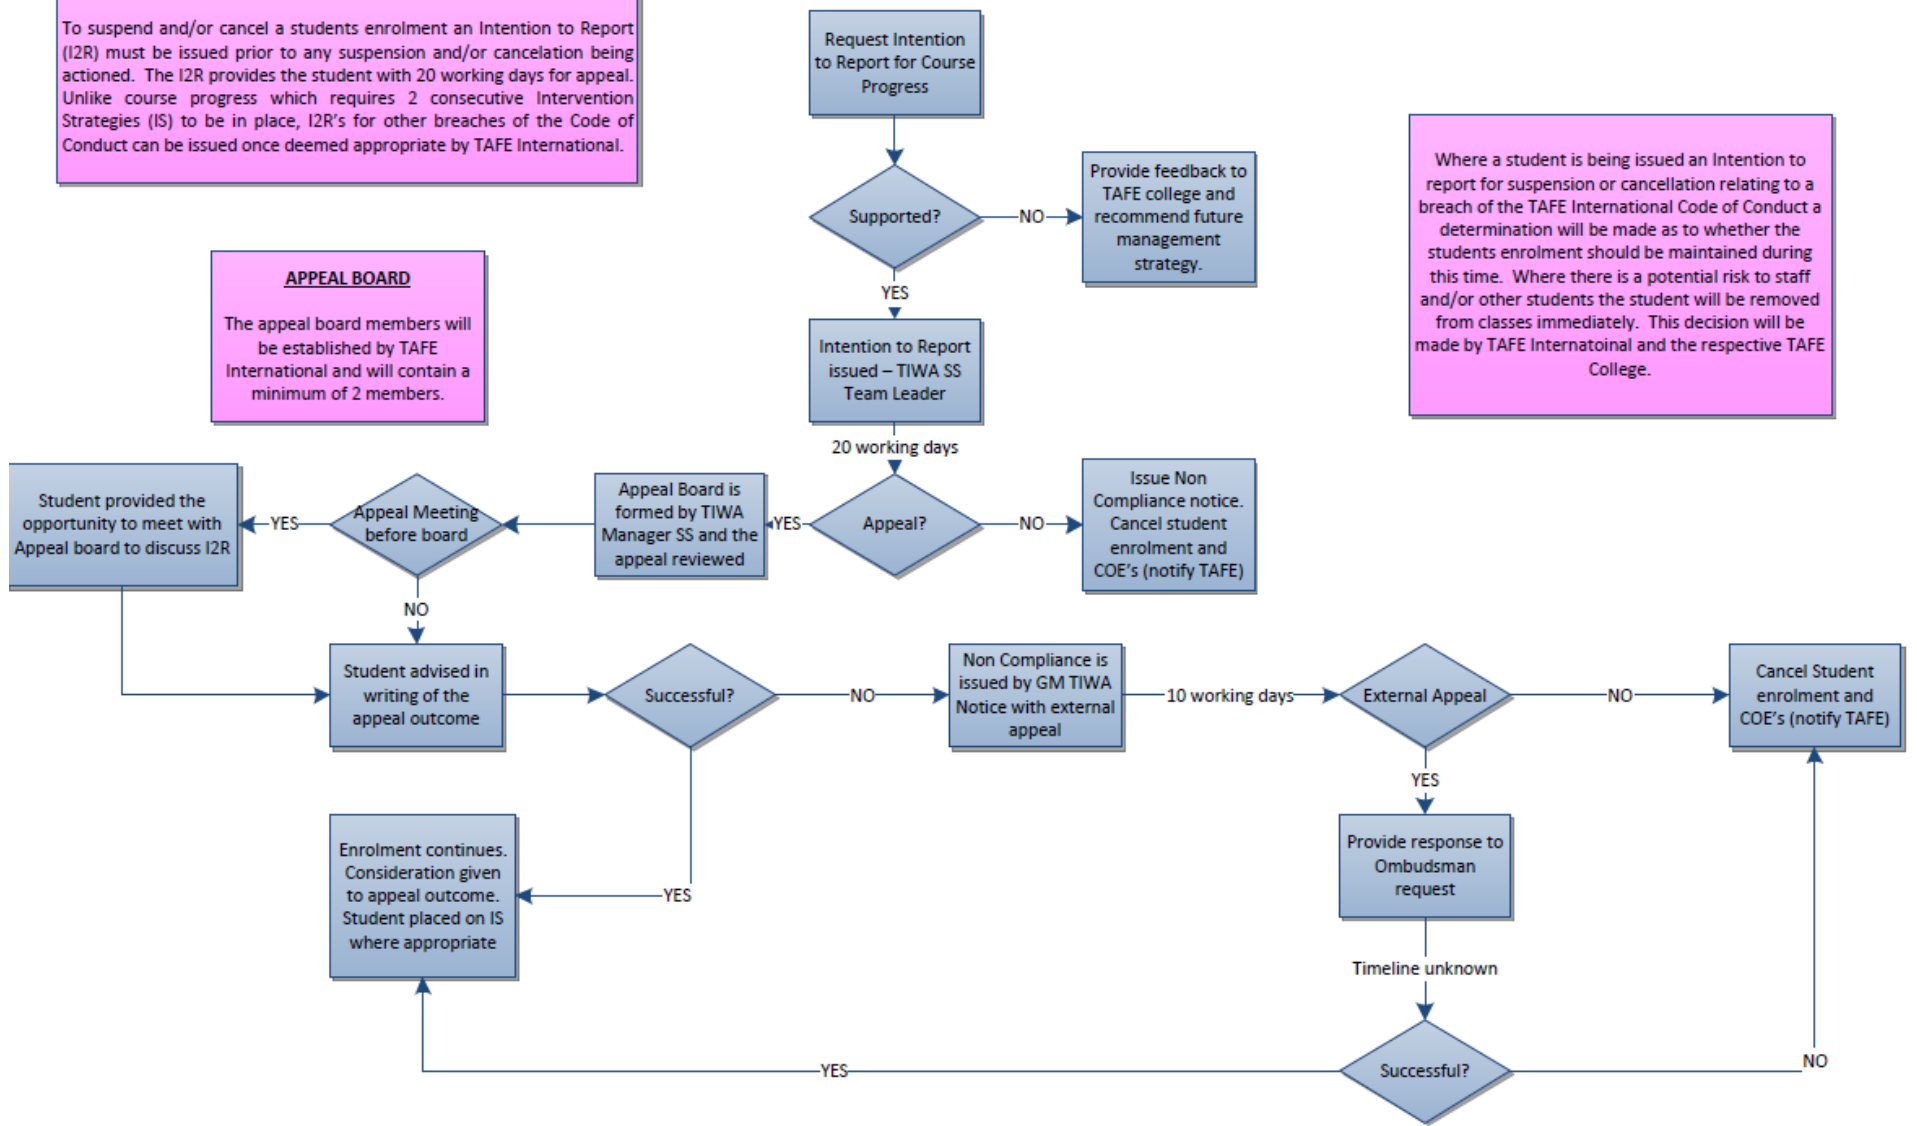 To suspend and/or cancel a students enrolment an Intention to Report
(I2R) must be issued prior to any suspension and/or cancelation being
actioned. The I2R provides the student with 20 working days for appeal.
Unlike course progress which requires 2 consecutive Intervention
Strategies (IS) to be in place, I2R's for other breaches of the Code of
Conduct can be issued once deemed appropriate by TAFE International.
Request Intention
to Report for Course
Progress
Where a student is being issued an Intention to
report for suspension or cancellation relating to a
breach of the TAFE International Code of Conduct a
determination will be made as to whether the
students enrolment should be maintained during
this time. Where there is a potential risk to staff
and/or other students the student will be removed
from classes immediately. This decision will be
made by TAFE Internatoinal and the respective TAFE
College.
Supported?
NO
Provide feedback to
TAFE college and
recommend future
management
strategy.
YES
APPEAL BOARD
The appeal board members will
be established by TAFE
International and will contain a
minimum of 2 members.
Intention to Report
issued – TIWA SS
Team Leader
20 working days
Student provided the
opportunity to meet with
Appeal board to discuss I2R
YES
Appeal Meeting
before board
Appeal Board is
formed by TIWA
Manager SS and the
appeal reviewed
YES
Appeal?
NO
Issue Non
Compliance notice.
Cancel student
enrolment and
COE's (notify TAFE)
NO
Student advised in
writing of the
appeal outcome
Successful?
NO
Non Compliance is
issued by GM TIWA
Notice with external
appeal
10 working days
External Appeal
NO
Cancel Student
enrolment and
COE's (notify TAFE)
YES
Enrolment continues.
Consideration given
to appeal outcome.
Student placed on IS
where appropriate
YES
Provide response to
Ombudsman
request
Timeline unknown
YES
Successful?
NO